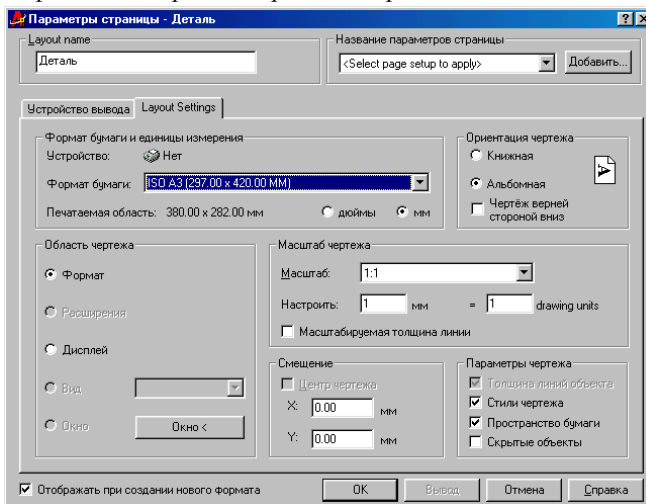 Параметры страницы - Деталь
Layout name
Название параметров страницы
Деталь
<Select page setup to apply>
Добавить...
Устройство вывода
Layout Settings
Формат бумаги и единицы измерения
Ориентация чертежа
Устройство: Нет
Книжная
Формат бумаги: ISO A3 (297.00 x 420.00 MM)
Альбомная
Печатаемая область: 380.00 x 282.00 мм
дюймы
мм
Чертёж верней
стороной вниз
Область чертежа
Масштаб чертежа
Формат
Масштаб: 1:1
Расширения
Настроить: 1 мм = 1 drawing units
Дисплей
Масштабируемая толщина линии
Вид
Смещение
Параметры чертежа
Центр чертежа
Толщина линий объекта
X: 0.00 мм
Стили чертежа
Окно
Окно <
Пространство бумаги
Y: 0.00 мм
Скрытые объекты
Отображать при создании нового формата
OK
Вывод
Отмена
Справка